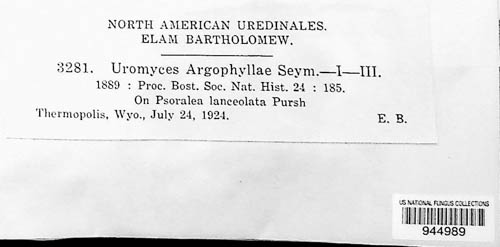 NORTH AMERICAN UREDINALES.
ELAM BARTHOLOMEW.
3281. Uromyces Argophyllae Seym.—I—III.
1889 : Proc. Bost. Soc. Nat. Hist. 24 : 185.
On Psoralea lanceolata Pursh
Thermopolis, Wyo., July 24, 1924. E. B.
US NATIONAL FUNGUS COLLECTIONS
944989